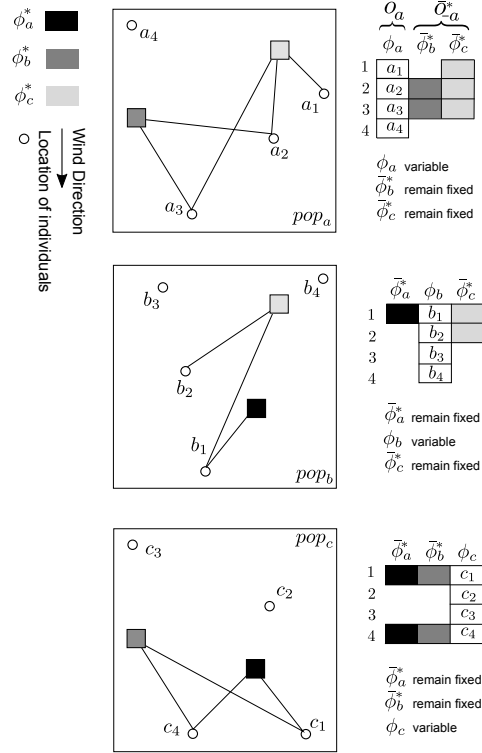 ϕ*a
ϕ*b
ϕ*c
Wind Direction
Location of individuals
a4
a1
a2
a3
popa
Oa Ō*-a
ϕa ϕ̄*b ϕ̄*c
1 a1
2 a2
3 a3
4 a4
ϕa variable
ϕ̄*b remain fixed
ϕ̄*c remain fixed
b4
b3
b2
b1
popb
ϕ̄*a ϕb ϕ̄*c
1 b1
2 b2
3 b3
4 b4
ϕ̄*a remain fixed
ϕb variable
ϕ̄*c remain fixed
popc
c3
c2
c4
c1
ϕ̄*a ϕ̄*b ϕc
1 c1
2 c2
3 c3
4 c4
ϕ̄*a remain fixed
ϕ̄*b remain fixed
ϕc variable